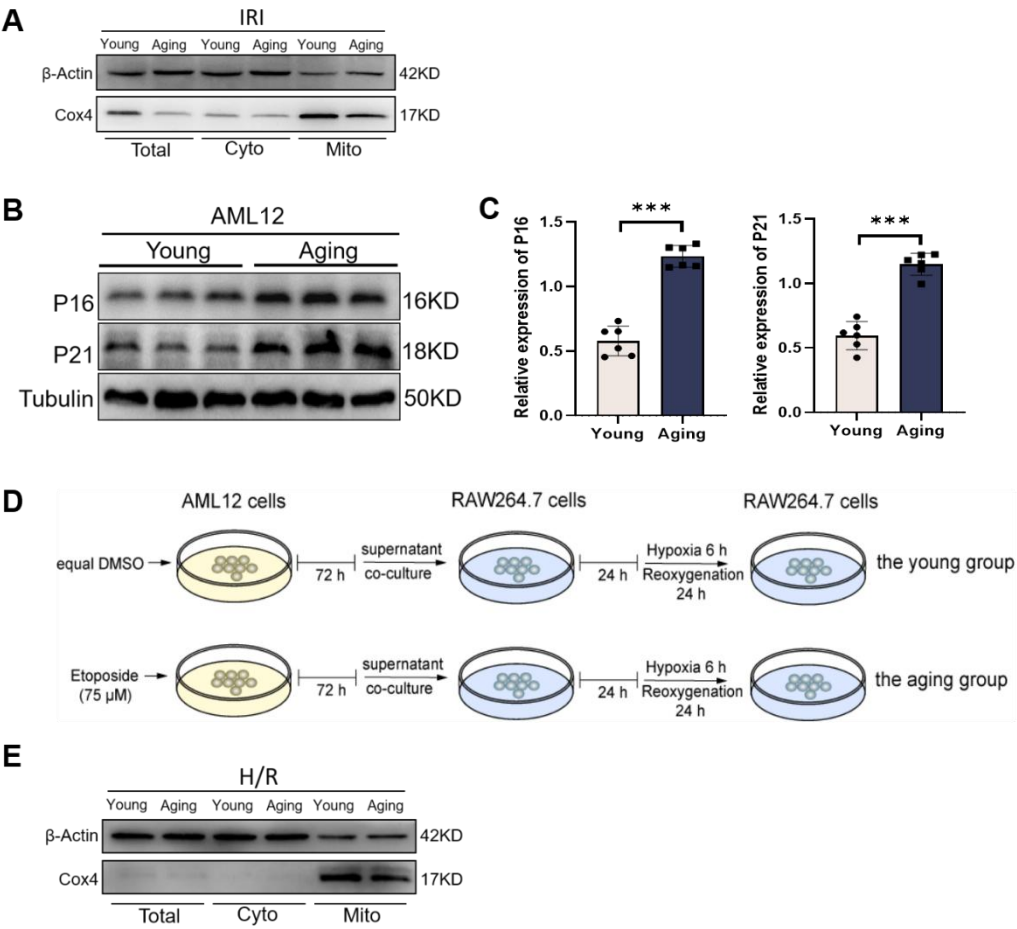 A
IRI
Young Aging Young Aging Young Aging
β-Actin 42KD
Cox4 17KD
Total Cyto Mito
B
AML12
Young Aging
P16 16KD
P21 18KD
Tubulin 50KD
C
Relative expression of P16
1.5
1.0
0.5
0.0
***
Young Aging
Relative expression of P21
1.5
1.0
0.5
0.0
***
Young Aging
D
AML12 cells RAW264.7 cells RAW264.7 cells
equal DMSO
72 h
supernatant
co-culture
24 h
Hypoxia 6 h
Reoxygenation
24 h
the young group
Etoposide
(75 μM)
72 h
supernatant
co-culture
24 h
Hypoxia 6 h
Reoxygenation
24 h
the aging group
E
H/R
Young Aging Young Aging Young Aging
β-Actin 42KD
Cox4 17KD
Total Cyto Mito